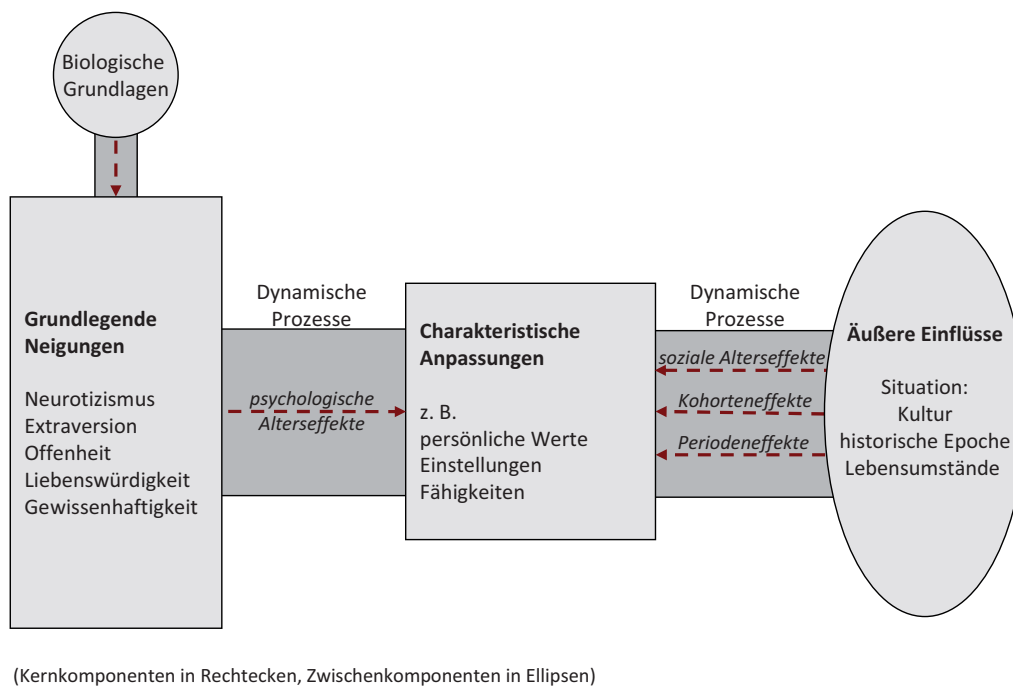 Biologische
Grundlagen
Grundlegende
Neigungen
Neurotizismus
Extraversion
Offenheit
Liebenswürdigkeit
Gewissenhaftigkeit
Dynamische
Prozesse
psychologische
Alterseffekte
Charakteristische
Anpassungen
z. B.
persönliche Werte
Einstellungen
Fähigkeiten
Dynamische
Prozesse
soziale Alterseffekte
Kohorteneffekte
Periodeneffekte
Äußere Einflüsse
Situation:
Kultur
historische Epoche
Lebensumstände
(Kernkomponenten in Rechtecken, Zwischenkomponenten in Ellipsen)